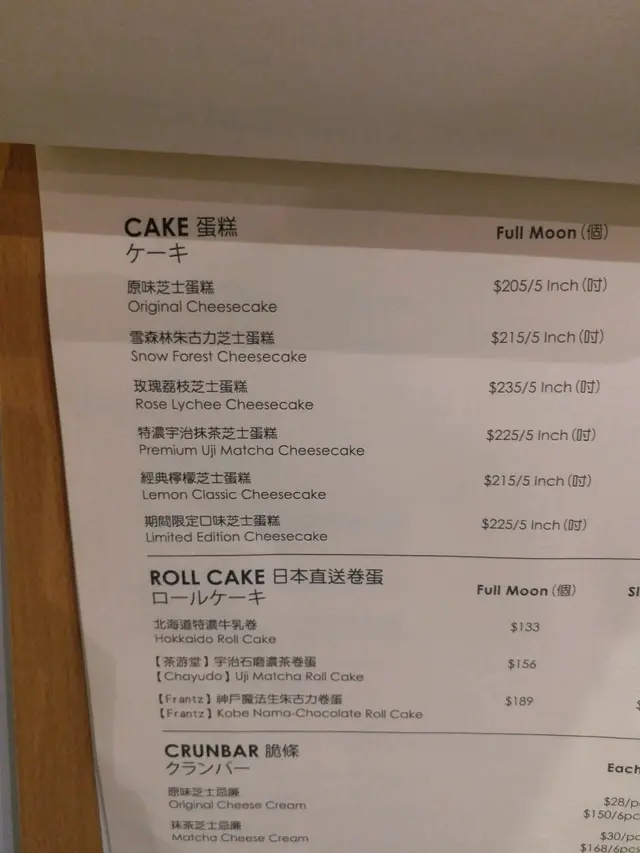 CAKE 蛋糕 Full Moon (個)
ケーキ
原味芝士蛋糕 $205/5 Inch (吋)
Original Cheesecake
雪森林朱古力芝士蛋糕 $215/5 Inch (吋)
Snow Forest Cheesecake
玫瑰荔枝芝士蛋糕 $235/5 Inch (吋)
Rose Lychee Cheesecake
特濃宇治抹茶芝士蛋糕 $225/5 Inch (吋)
Premium Uji Matcha Cheesecake
經典檸檬芝士蛋糕 $215/5 Inch (吋)
Lemon Classic Cheesecake
期間限定口味芝士蛋糕 $225/5 Inch (吋)
Limited Edition Cheesecake
ROLL CAKE 日本直送卷蛋 Full Moon (個)
ロールケーキ
北海道特濃牛乳卷 $133
Hokkaido Roll Cake
【茶游堂】宇治石磨濃茶卷蛋 $156
【Chayudo】Uji Matcha Roll Cake
【Frantz】神戶魔法生朱古力卷蛋 $189
【Frantz】Kobe Nama-Chocolate Roll Cake
CRUNBAR 脆條
クランバー Each
原味芝士忌廉 $28/p
Original Cheese Cream $150/6pc
抹茶芝士忌廉 $30/pc
Matcha Cheese Cream $168/6pcs